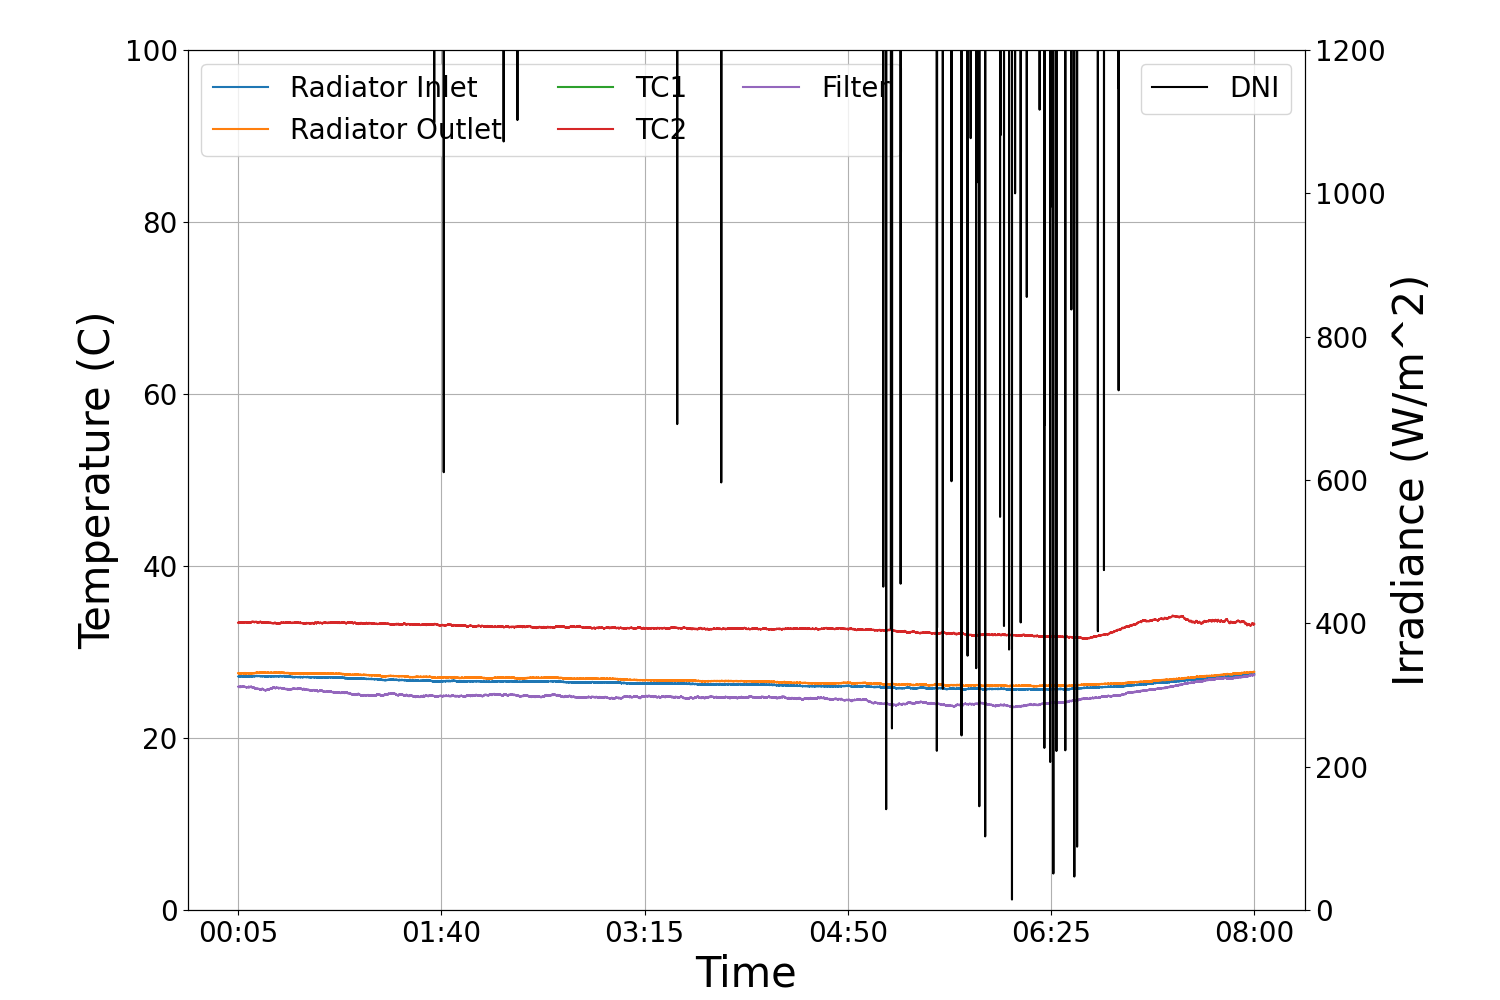 100
80
60
40
20
0
Temperature (C)
Radiator Inlet
Radiator Outlet
TC1
TC2
Filter
DNI
1200
1000
800
600
400
200
0
Irradiance (W/m^2)
00:05 01:40 03:15 04:50 06:25 08:00
Time